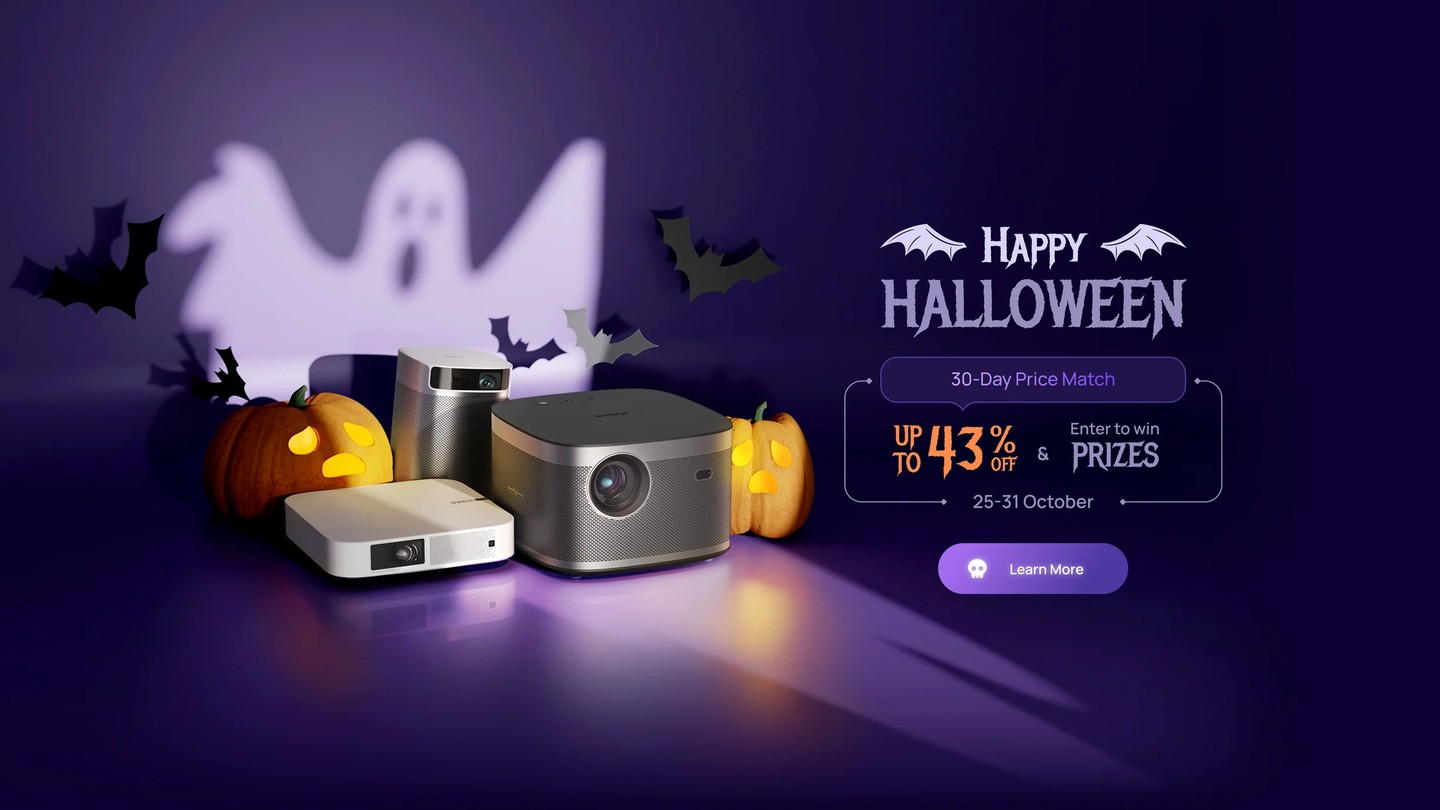 HAPPY
HALLOWEEN
30-Day Price Match
UP TO 43% OFF
&
Enter to win
PRIZES
25-31 October
Learn More